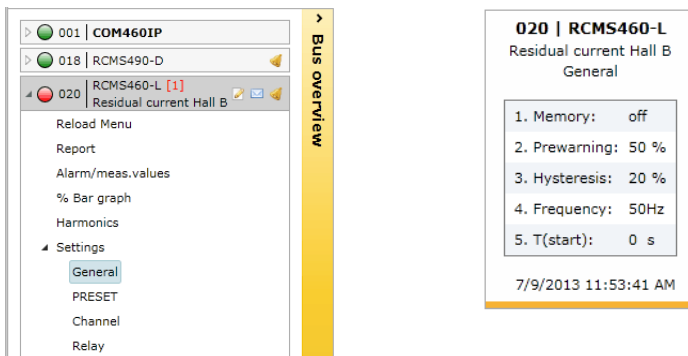 001 | COM460IP
018 | RCMS490-D
020 | RCMS460-L [1]
Residual current Hall B
Reload Menu
Report
Alarm/meas.values
% Bar graph
Harmonics
Settings
General
PRESET
Channel
Relay
Bus overview
020 | RCMS460-L
Residual current Hall B
General
1. Memory: off
2. Prewarning: 50 %
3. Hysteresis: 20 %
4. Frequency: 50Hz
5. T(start): 0 s
7/9/2013 11:53:41 AM